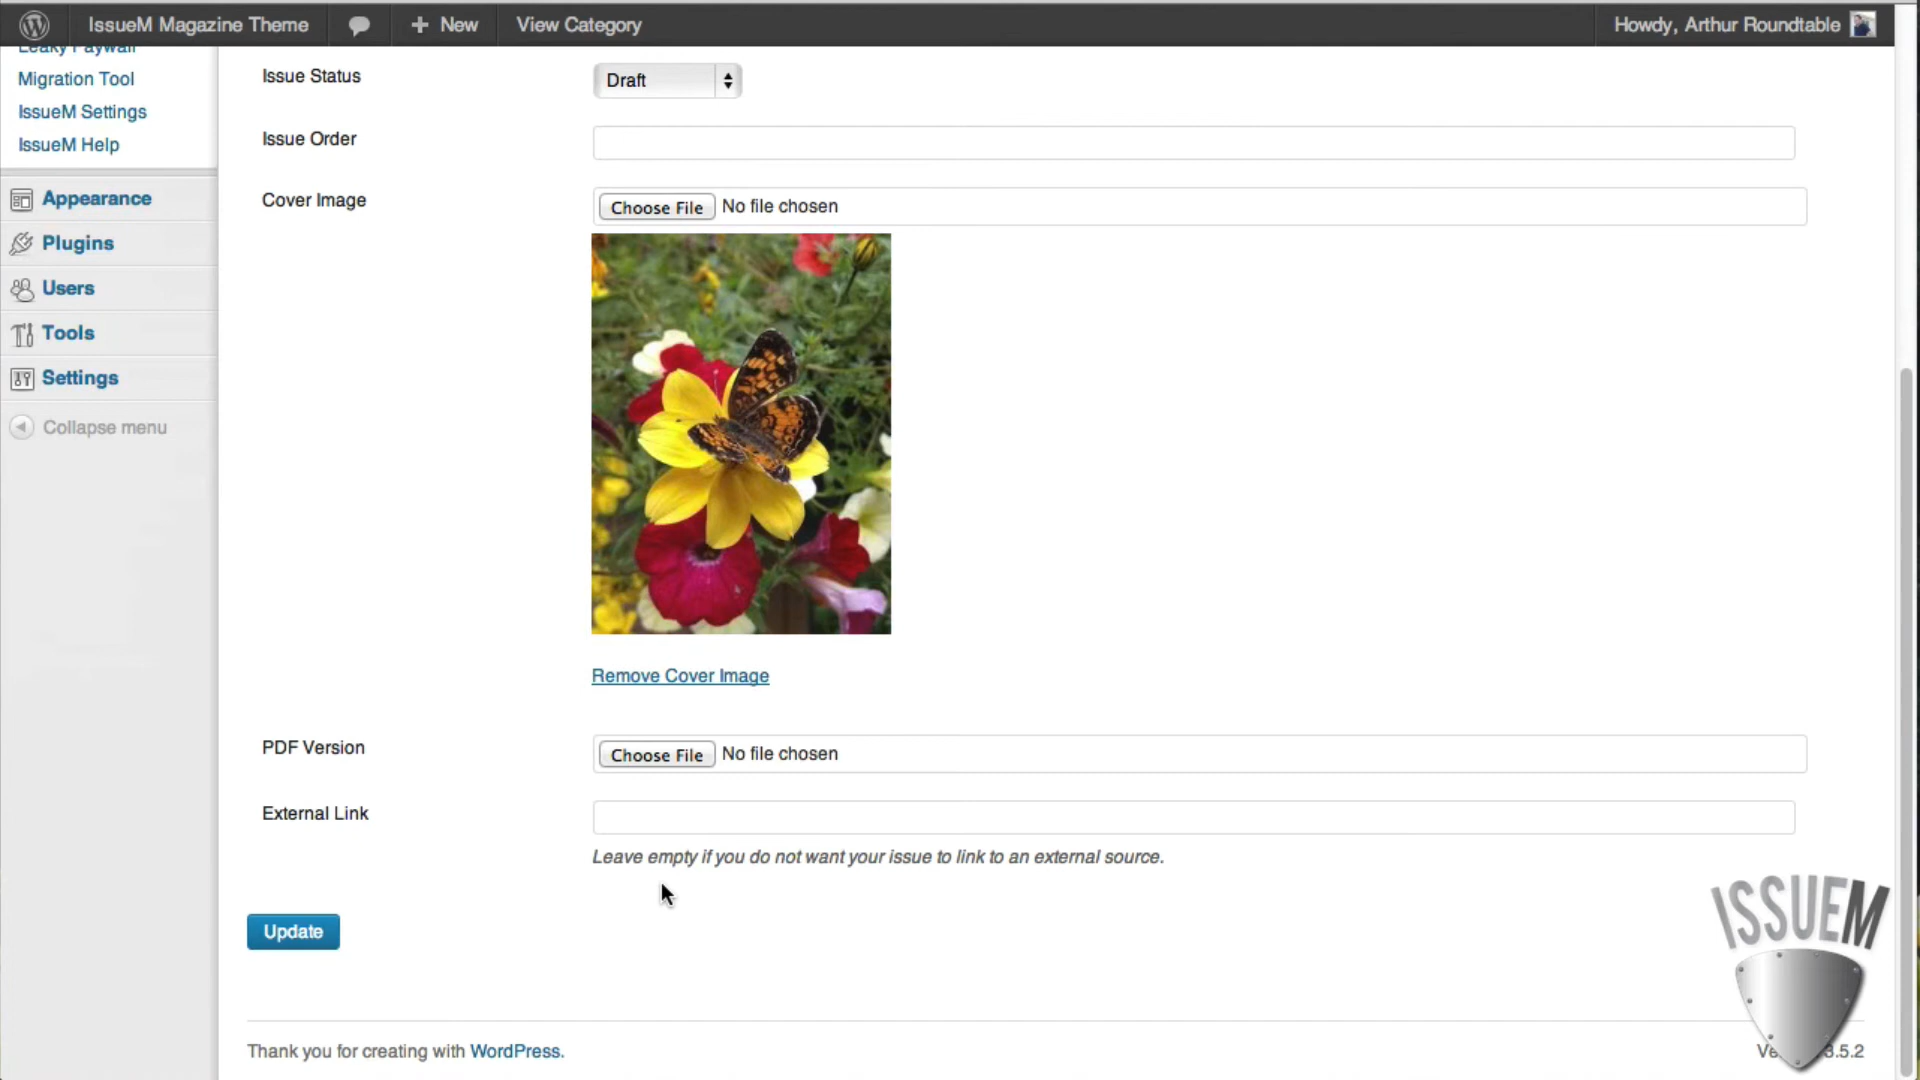 IssueM Magazine Theme
New
View Category
Howdy, Arthur Roundtable
Leaky Paywall
Migration Tool
IssueM Settings
IssueM Help
Appearance
Plugins
Users
Tools
Settings
Collapse menu
Issue Status
Draft
Issue Order
Cover Image
Choose File No file chosen
Remove Cover Image
PDF Version
Choose File No file chosen
External Link
Leave empty if you do not want your issue to link to an external source.
Update
ISSUEM
Thank you for creating with WordPress.
3.5.2